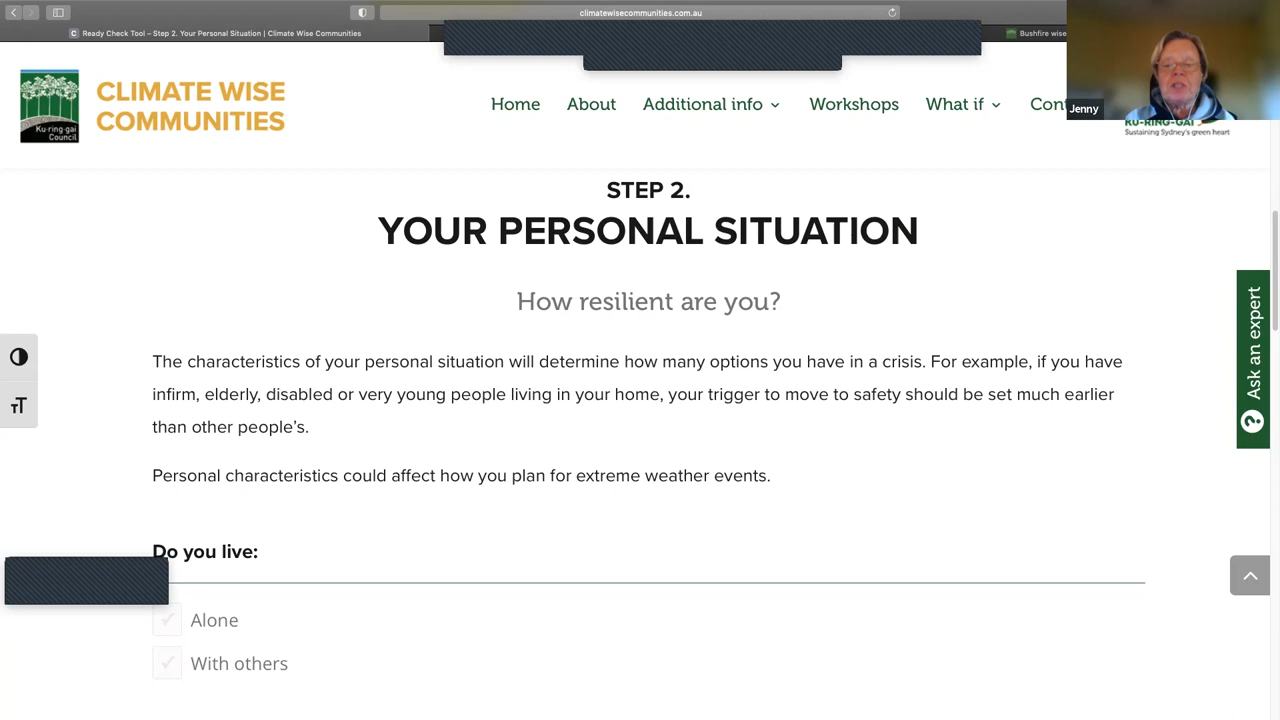 climatewisecommunities.com.au
Ready Check Tool – Step 2. Your Personal Situation | Climate Wise Communities
Bushfire wise
CLIMATE WISE
COMMUNITIES
Ku-ring-gai
Council
Home About Additional info Workshops What if
Jenny
KU-RING-GAI
Sustaining Sydney's green heart
STEP 2.
YOUR PERSONAL SITUATION
How resilient are you?
The characteristics of your personal situation will determine how many options you have in a crisis. For example, if you have
infirm, elderly, disabled or very young people living in your home, your trigger to move to safety should be set much earlier
than other people's.
Personal characteristics could affect how you plan for extreme weather events.
Ask an expert
Do you live:
Alone
With others